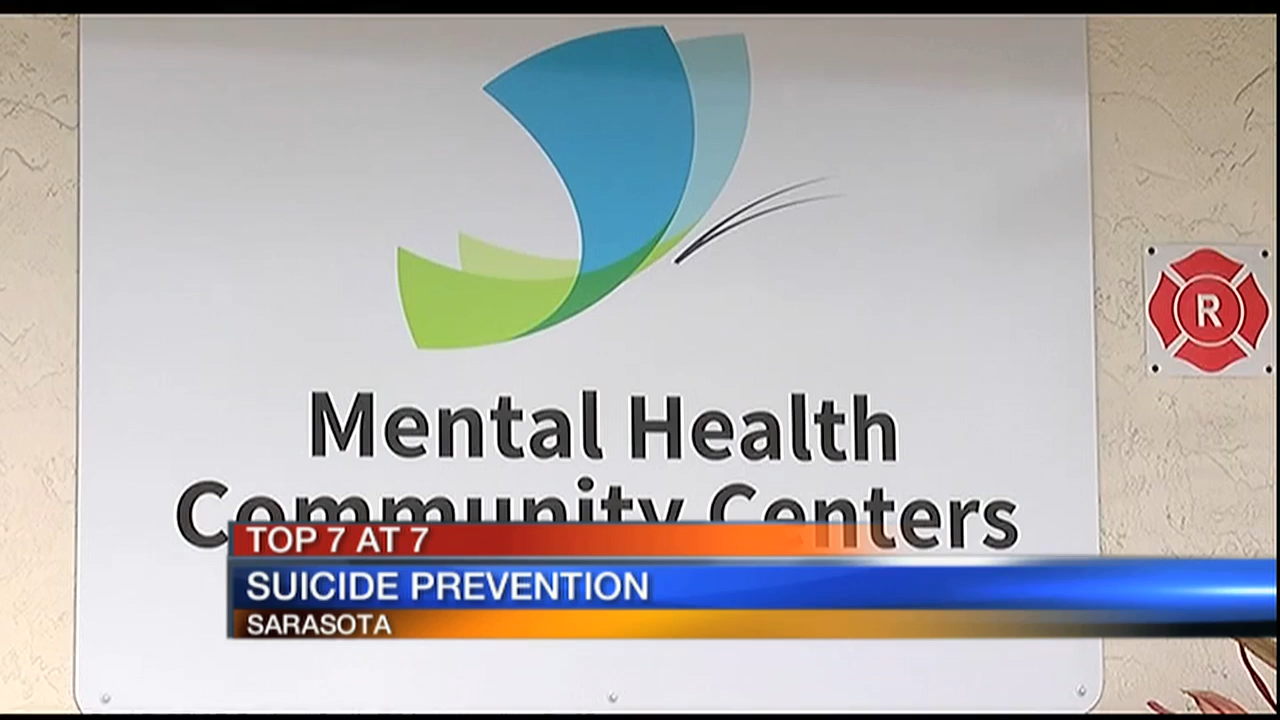 Mental Health
Community Centers
R
TOP 7 AT 7
SUICIDE PREVENTION
SARASOTA